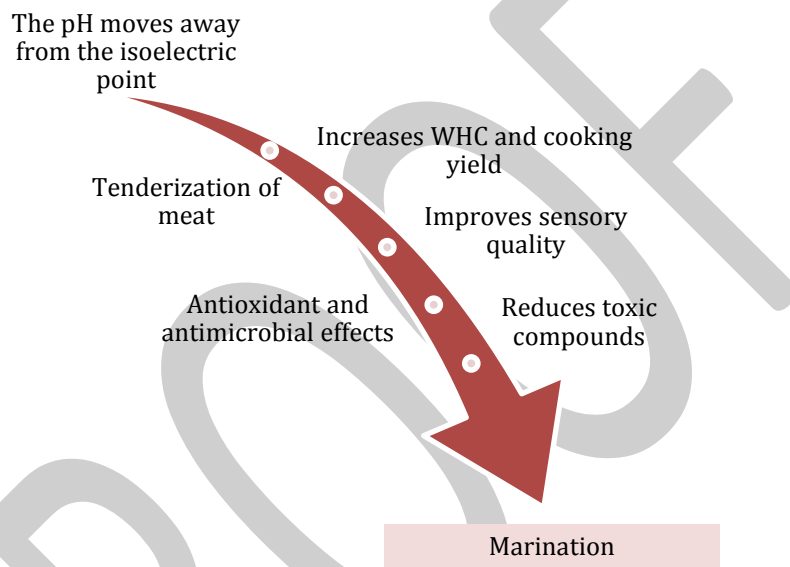 The pH moves away
from the isoelectric
point
Increases WHC and cooking
yield
Tenderization of
meat
Improves sensory
quality
Antioxidant and
antimicrobial effects
Reduces toxic
compounds
Marination